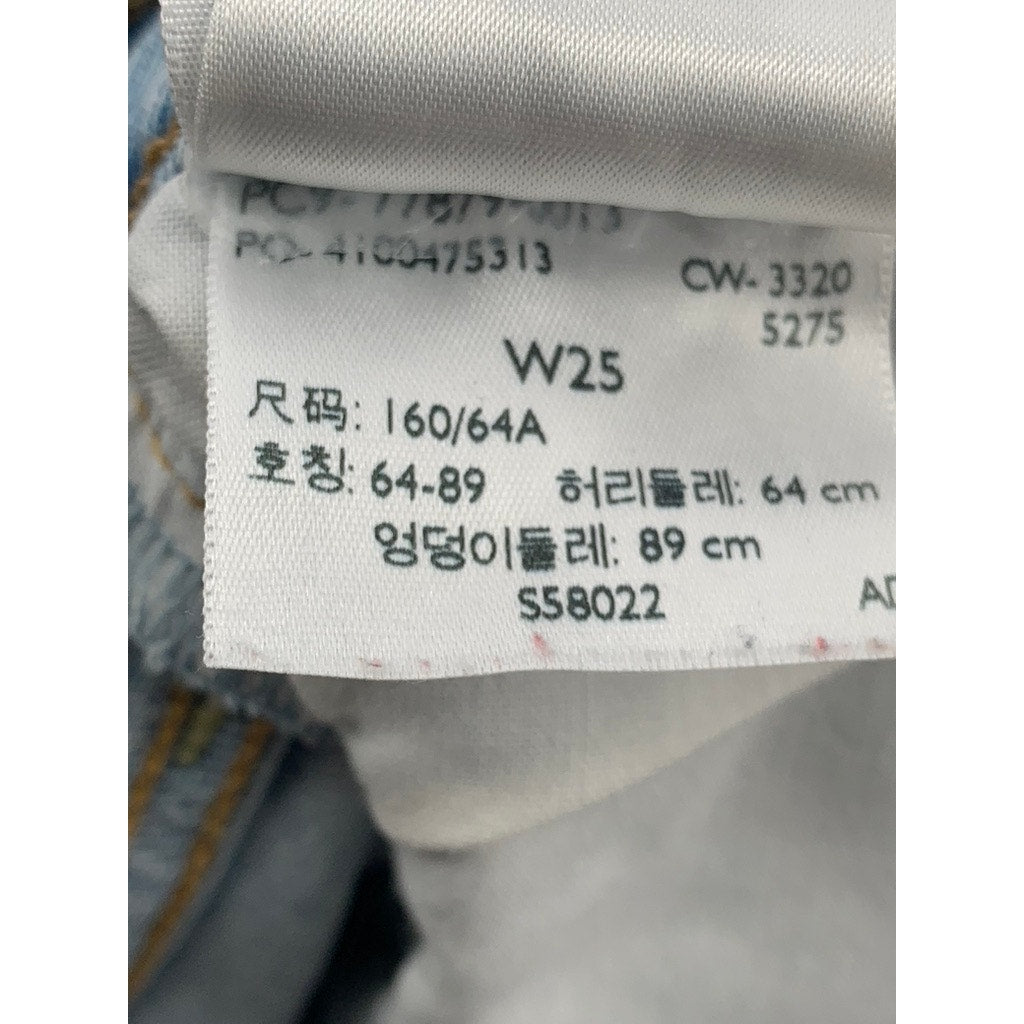 PO- 4100475313
CW- 3320
5275
W25
尺码: 160/64A
호칭: 64-89 허리둘레: 64 cm
엉덩이둘레: 89 cm
S58022